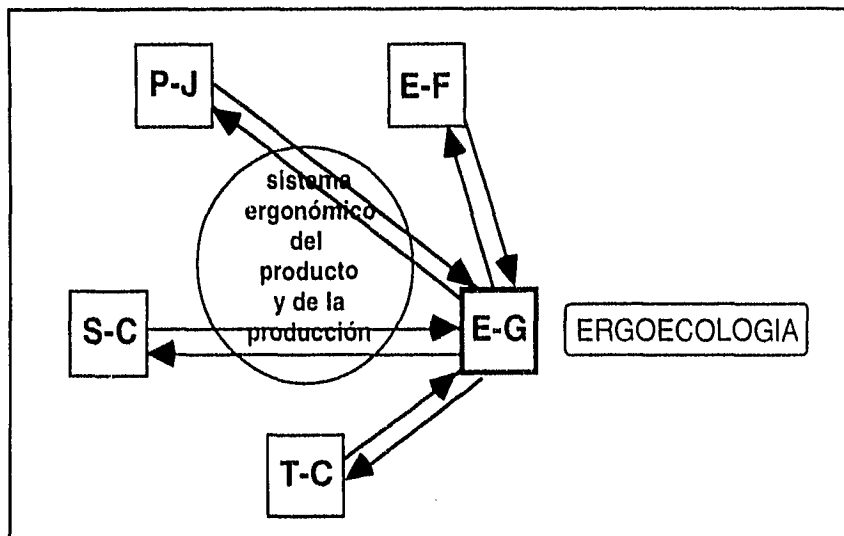 P-J
E-F
sistema
ergonómico
del
producto
y de la
producción
S-C
E-G
ERGOECOLOGIA
T-C